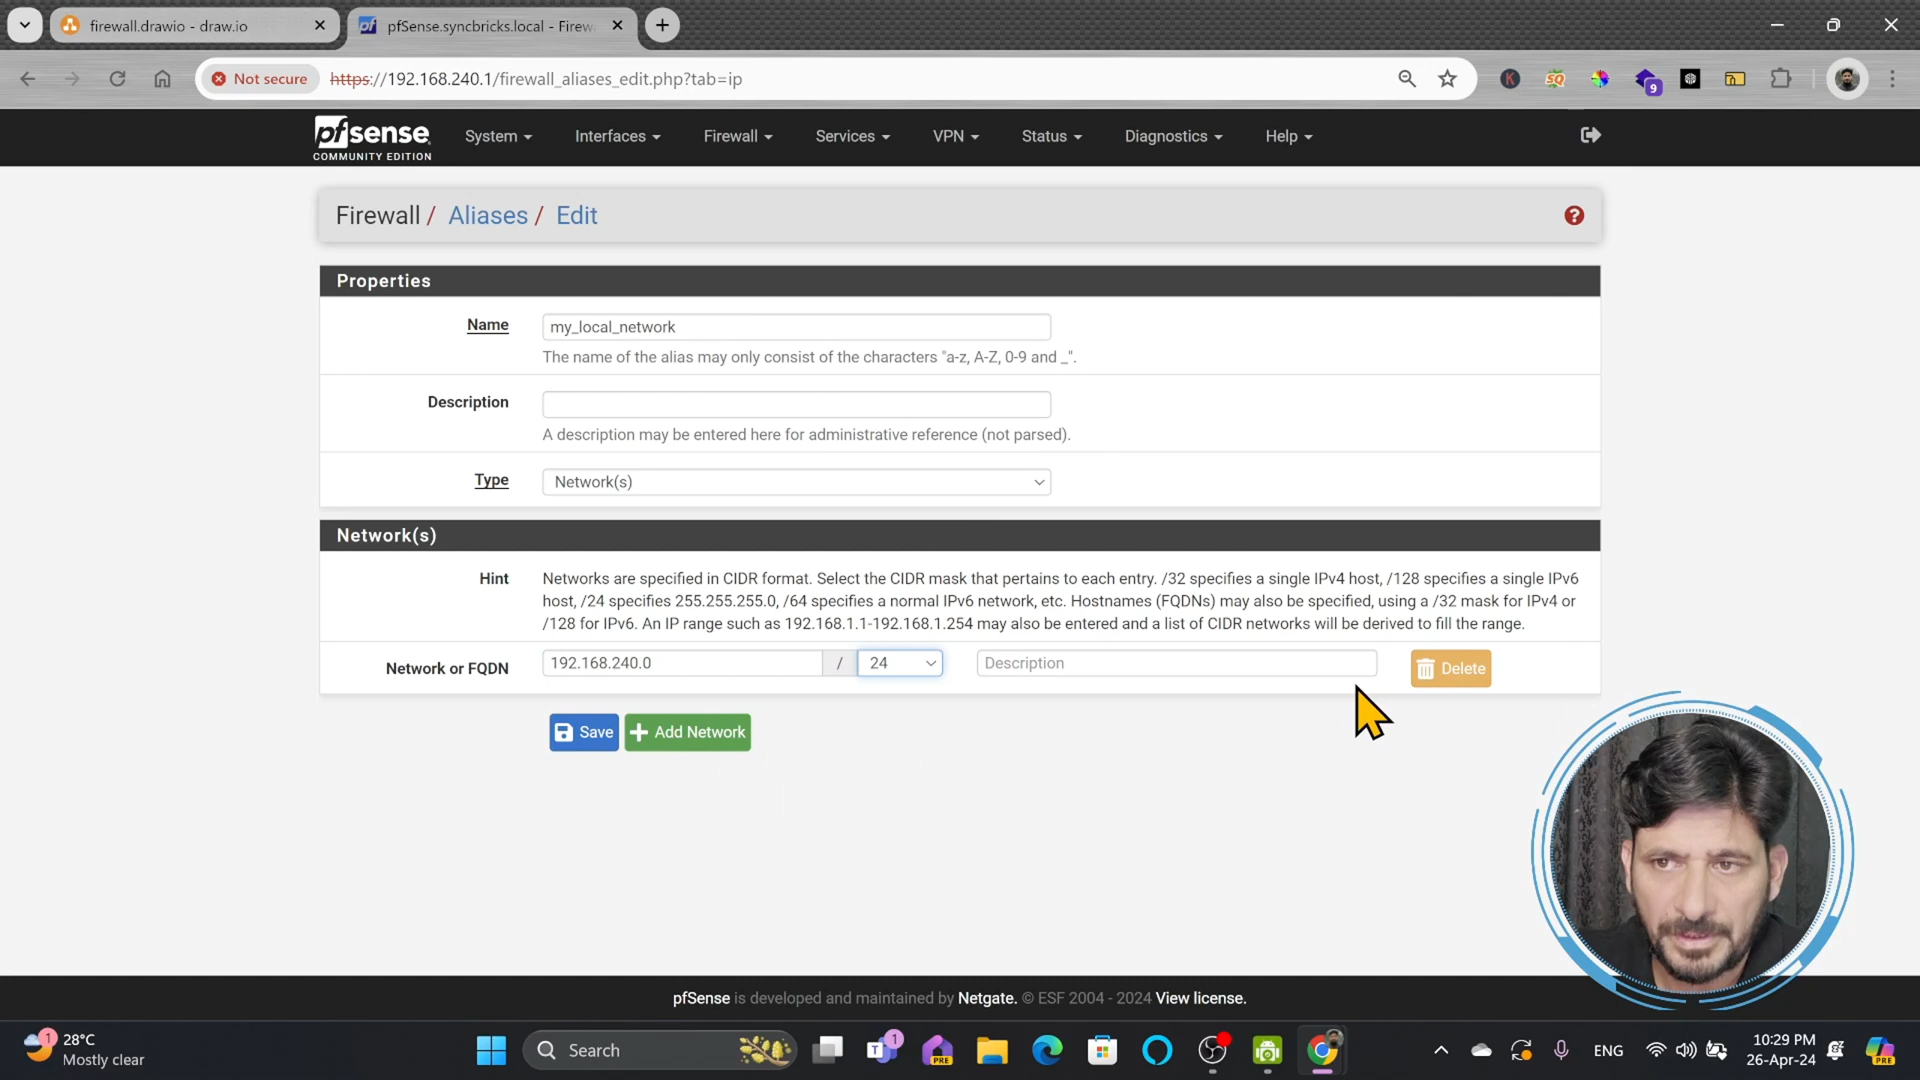 firewall.drawio - draw.io
pfSense.syncbricks.local - Firew
Not secure
https://192.168.240.1/firewall_aliases_edit.php?tab=ip
9
pfsense
COMMUNITY EDITION
System
Interfaces
Firewall
Services
VPN
Status
Diagnostics
Help
Firewall / Aliases / Edit
Properties
Name
my_local_network
The name of the alias may only consist of the characters "a-z, A-Z, 0-9 and _".
Description
A description may be entered here for administrative reference (not parsed).
Type
Network(s)
Network(s)
Hint
Networks are specified in CIDR format. Select the CIDR mask that pertains to each entry. /32 specifies a single IPv4 host, /128 specifies a single IPv6
host, /24 specifies 255.255.255.0, /64 specifies a normal IPv6 network, etc. Hostnames (FQDNs) may also be specified, using a /32 mask for IPv4 or
/128 for IPv6. An IP range such as 192.168.1.1-192.168.1.254 may also be entered and a list of CIDR networks will be derived to fill the range.
Network or FQDN
192.168.240.0 / 24
Description
Delete
Save
Add Network
pfSense is developed and maintained by Netgate. © ESF 2004 - 2024 View license.
1
28°C
Mostly clear
Search
1
PRE
ENG
10:29 PM
26-Apr-24
PRE